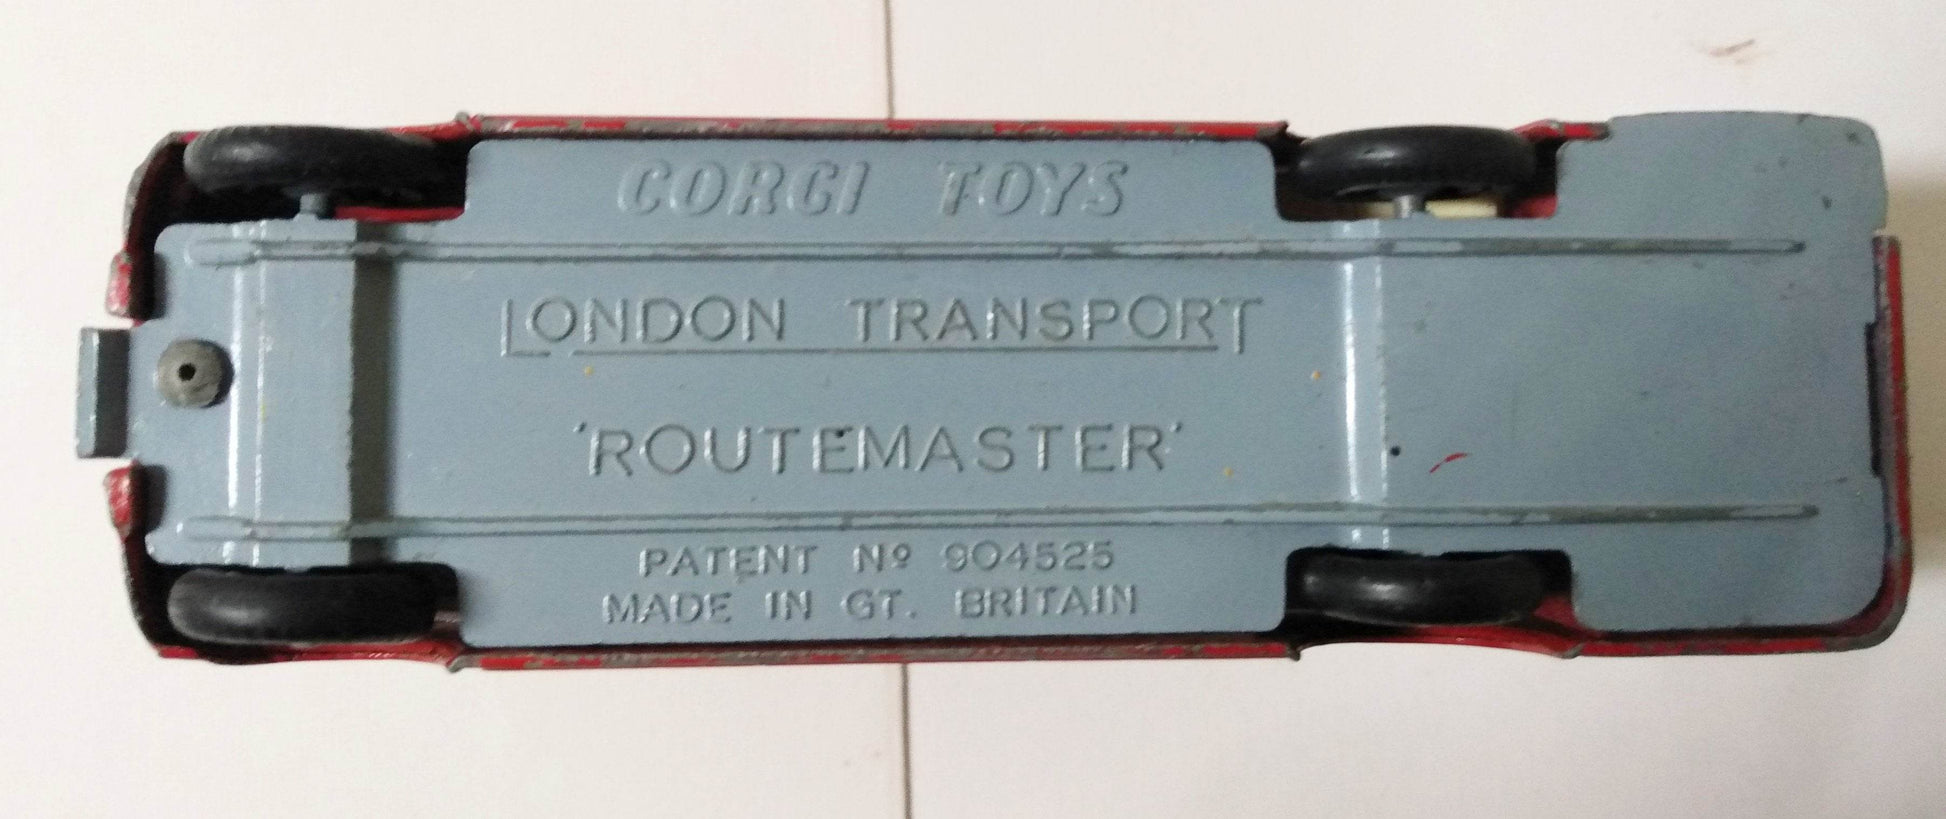 CORGI TOYS
LONDON TRANSPORT
'ROUTEMASTER'
PATENT Nº 904525
MADE IN GT. BRITAIN